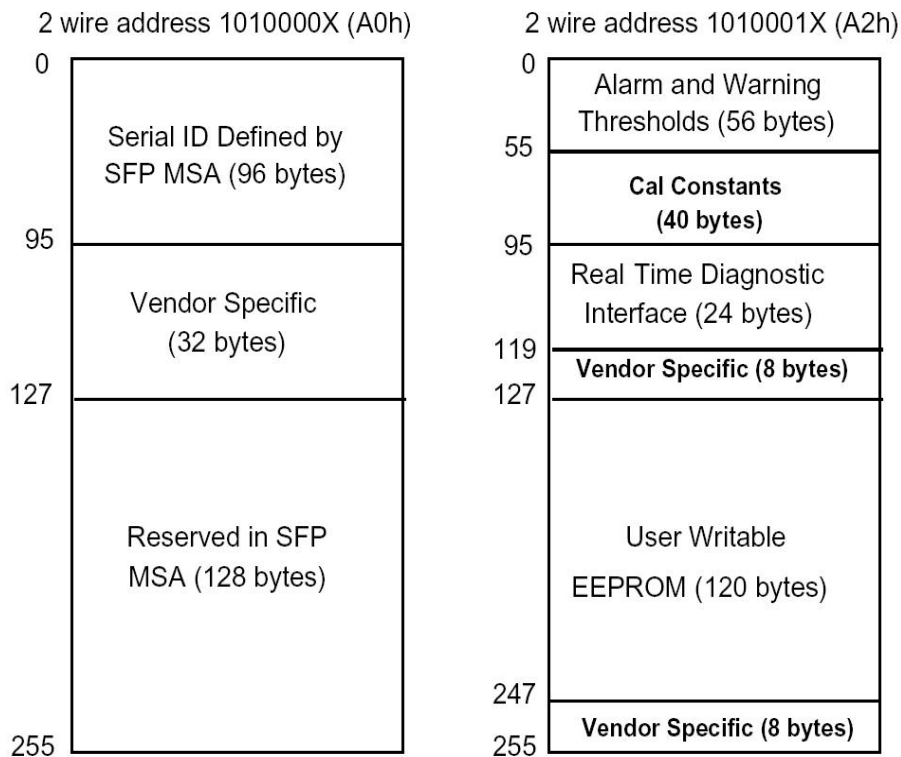 2 wire address 1010000X (A0h)
0
Serial ID Defined by
SFP MSA (96 bytes)
95
Vendor Specific
(32 bytes)
127
Reserved in SFP
MSA (128 bytes)
255
2 wire address 1010001X (A2h)
0
Alarm and Warning
Thresholds (56 bytes)
55
Cal Constants
(40 bytes)
95
Real Time Diagnostic
Interface (24 bytes)
119
Vendor Specific (8 bytes)
127
User Writable
EEPROM (120 bytes)
247
Vendor Specific (8 bytes)
255